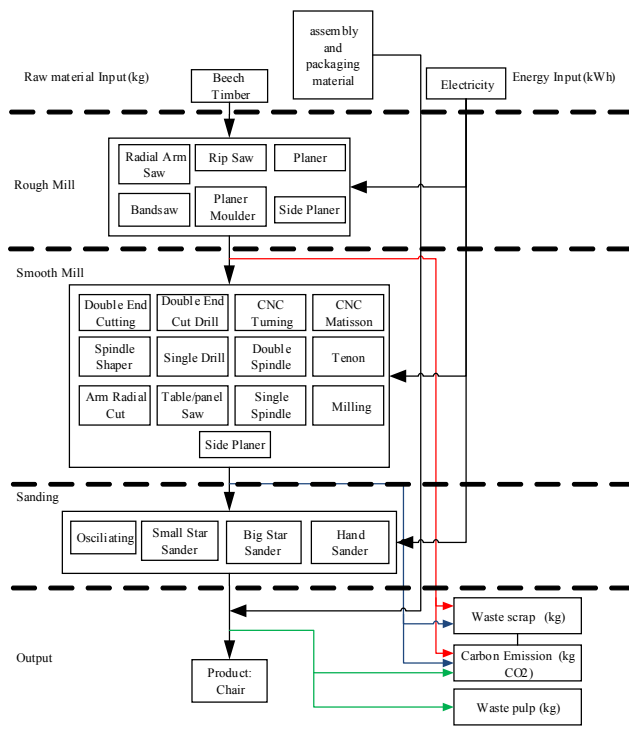 assembly
and
packaging
material
Raw material Input (kg)
Beech
Timber
Electricity
Energy Input (kWh)
Rough Mill
Radial Arm
Saw
Rip Saw
Planer
Bandsaw
Planer
Moulder
Side Planer
Smooth Mill
Double End
Cutting
Double End
Cut Drill
CNC
Turning
CNC
Matisson
Spindle
Shaper
Single Drill
Double
Spindle
Tenon
Arm Radial
Cut
Table/panel
Saw
Single
Spindle
Milling
Side Planer
Sanding
Osciliating
Small Star
Sander
Big Star
Sander
Hand
Sander
Output
Product:
Chair
Waste scrap (kg)
Carbon Emission (kg
CO2)
Waste pulp (kg)